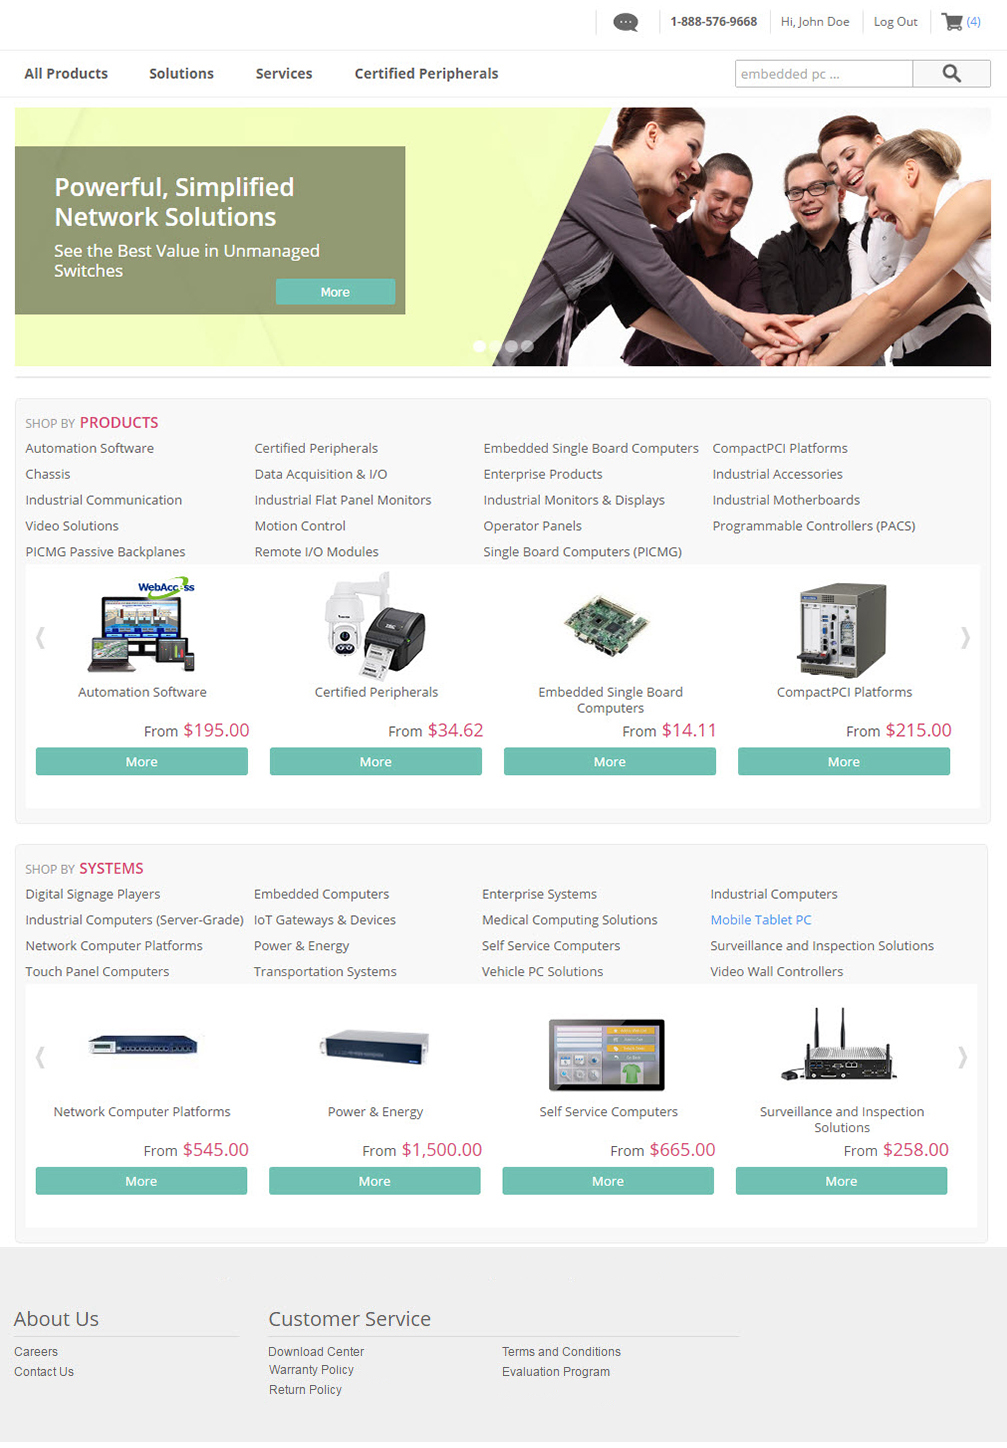 1-888-576-9668 Hi, John Doe Log Out (4)
All Products Solutions Services Certified Peripherals embedded pc ...
Powerful, Simplified
Network Solutions
See the Best Value in Unmanaged
Switches
More
SHOP BY PRODUCTS
Automation Software Certified Peripherals Embedded Single Board Computers CompactPCI Platforms
Chassis Data Acquisition & I/O Enterprise Products Industrial Accessories
Industrial Communication Industrial Flat Panel Monitors Industrial Monitors & Displays Industrial Motherboards
Video Solutions Motion Control Operator Panels Programmable Controllers (PACS)
PICMG Passive Backplanes Remote I/O Modules Single Board Computers (PICMG)
WebAccess
Automation Software Certified Peripherals Embedded Single Board Computers CompactPCI Platforms
From $195.00 From $34.62 From $14.11 From $215.00
More More More More
SHOP BY SYSTEMS
Digital Signage Players Embedded Computers Enterprise Systems Industrial Computers
Industrial Computers (Server-Grade) IoT Gateways & Devices Medical Computing Solutions Mobile Tablet PC
Network Computer Platforms Power & Energy Self Service Computers Surveillance and Inspection Solutions
Touch Panel Computers Transportation Systems Vehicle PC Solutions Video Wall Controllers
Network Computer Platforms Power & Energy Self Service Computers Surveillance and Inspection Solutions
From $545.00 From $1,500.00 From $665.00 From $258.00
More More More More
About Us Customer Service
Careers Download Center Terms and Conditions
Contact Us Warranty Policy Evaluation Program
Return Policy